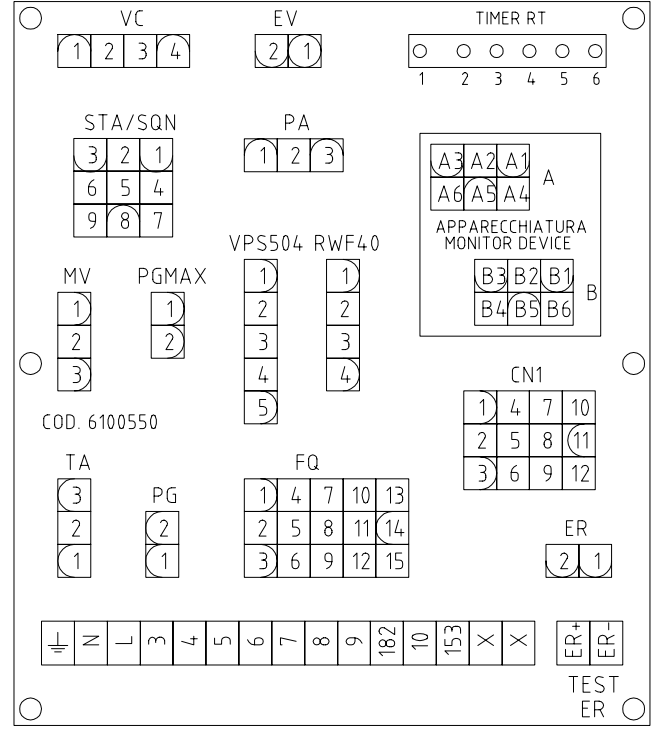 VC EV TIMER RT
1 2 3 4 2 1
1 2 3 4 5 6
STA/SQN PA
3 2 1
6 5 4
9 8 7
1 2 3
A3 A2 A1
A6 A5 A4
A
APPARECCHIATURA
MONITOR DEVICE
B3 B2 B1
B4 B5 B6
B
VPS504 RWF40
1 1
2 2
3 3
4 4
5
MV PGMAX
1 1
2 2
3
CN1
1 4 7 10
2 5 8 11
3 6 9 12
COD. 6100550
TA PG FQ
3
2
1
2
1
1 4 7 10 13
2 5 8 11 14
3 6 9 12 15
ER
2 1
N L 3 4 5 6 7 8 9 182 10 153 X X ER+ ER-
TEST
ER